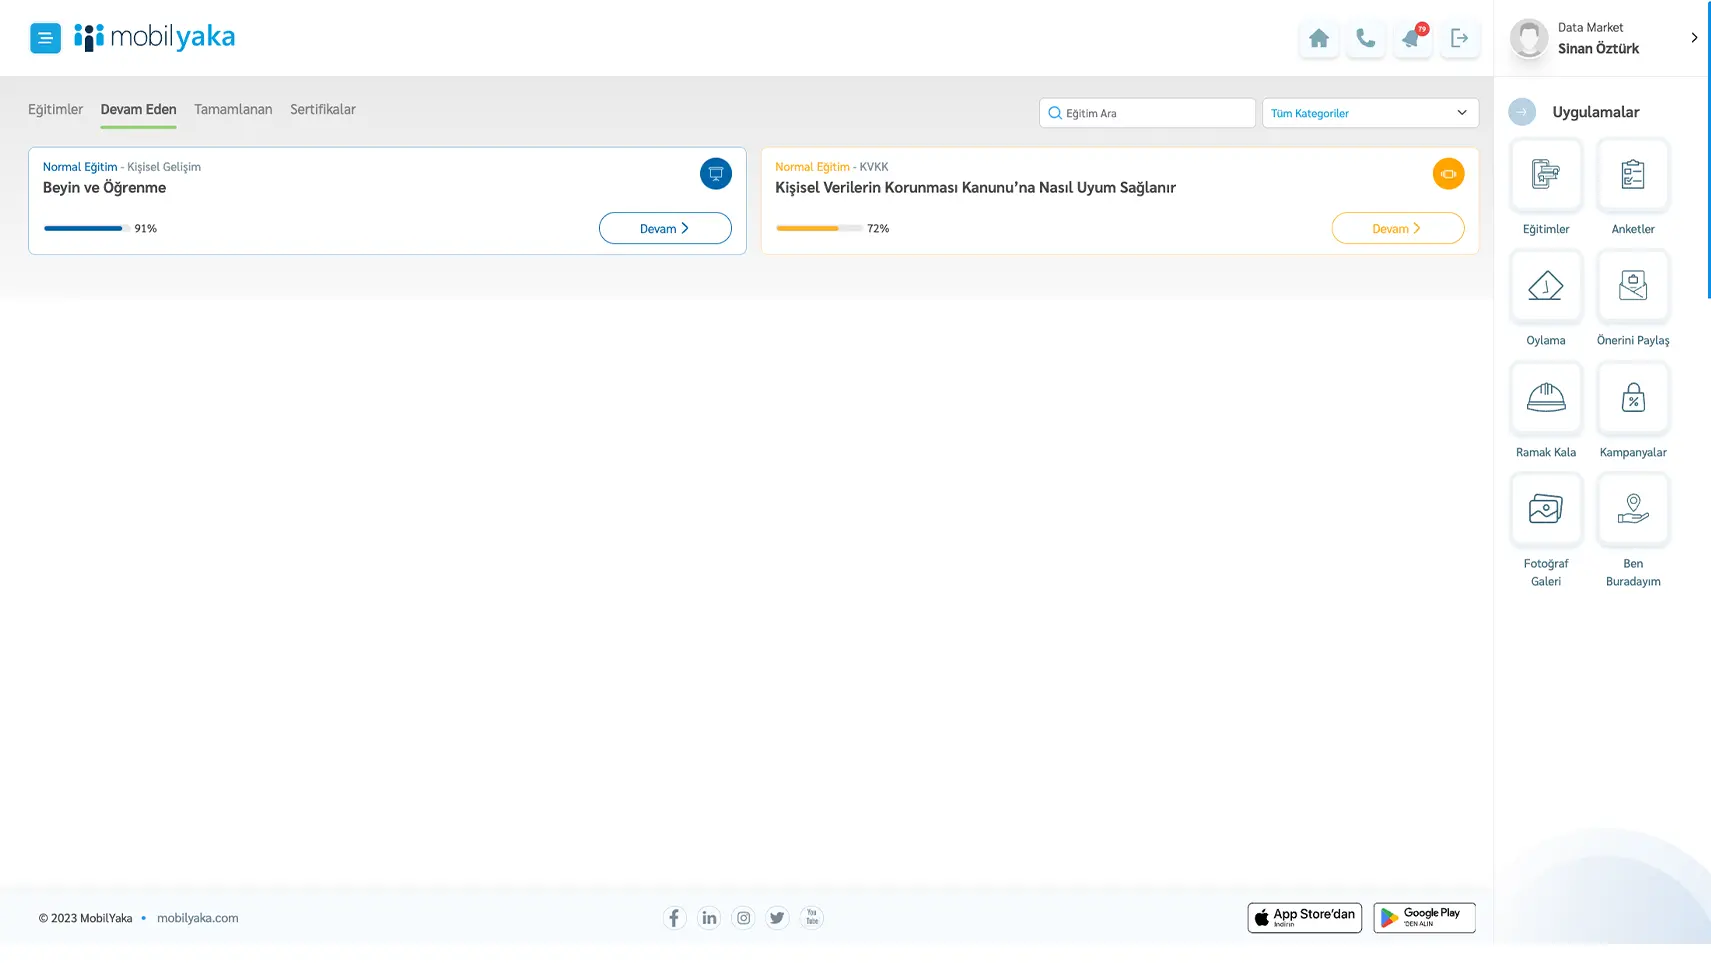 mobilyaka
79
Data Market
Sinan Öztürk
Eğitimler
Devam Eden
Tamamlanan
Sertifikalar
Eğitim Ara
Tüm Kategoriler
Normal Eğitim - Kişisel Gelişim
Beyin ve Öğrenme
91%
Devam
Normal Eğitim - KVKK
Kişisel Verilerin Korunması Kanunu’na Nasıl Uyum Sağlanır
72%
Devam
Uygulamalar
Eğitimler
Anketler
Oylama
Önerini Paylaş
Ramak Kala
Kampanyalar
Fotoğraf
Galeri
Ben
Buradayım
© 2023 MobilYaka • mobilyaka.com
You
Tube
App Store’dan
İndirin
Google Play
'DEN ALIN